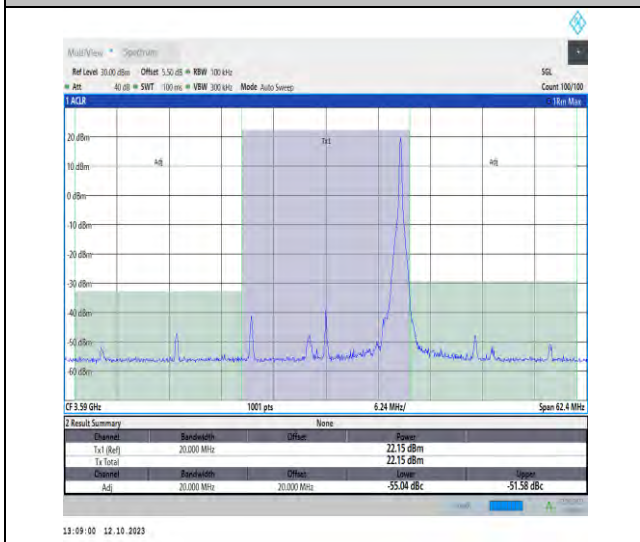 MultiView Spectrum
Ref Level 30.00 dBm Offset 5.50 dB RBW 100 kHz SGL
Att 40 dB SWT 100 ms VBW 300 kHz Mode Auto Sweep Count 100/100
1 ACLR 1Rm Max
Tx1
20 dBm
Adj Adj
10 dBm
0 dBm
-10 dBm
-20 dBm
-30 dBm
-40 dBm
-50 dBm
-60 dBm
CF 3.59 GHz 1001 pts 6.24 MHz/ Span 62.4 MHz
2 Result Summary None
Channel Bandwidth Offset Power
Tx1 (Ref) 20.000 MHz 22.15 dBm
Tx Total 22.15 dBm
Channel Bandwidth Offset Lower Upper
Adj 20.000 MHz 20.000 MHz -55.04 dBc -51.58 dBc
13:09:00 12.10.2023